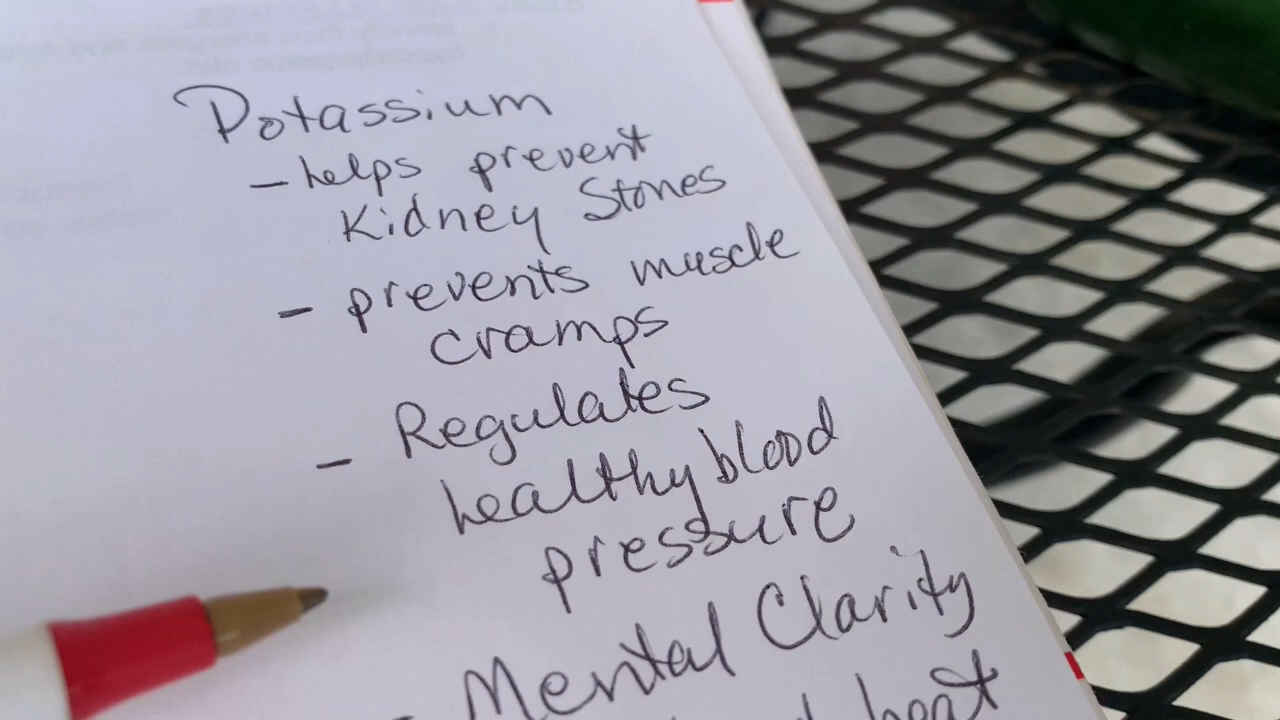 Potassium
- helps prevent
Kidney Stones
- prevents muscle
cramps
- Regulates
healthy blood
pressure
- Mental Clarity